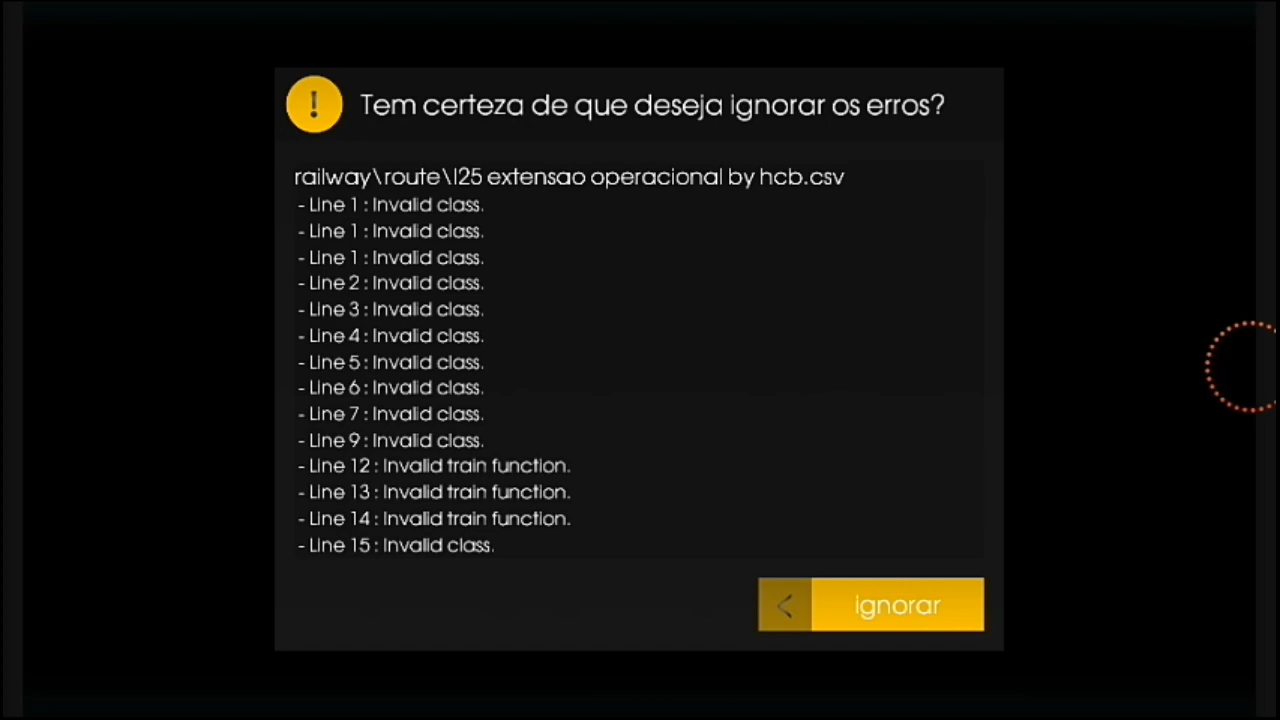 ! Tem certeza de que deseja ignorar os erros?
railway\route\l25 extensao operacional by hcb.csv
- Line 1 : Invalid class.
- Line 1 : Invalid class.
- Line 1 : Invalid class.
- Line 2 : Invalid class.
- Line 3 : Invalid class.
- Line 4 : Invalid class.
- Line 5 : Invalid class.
- Line 6 : Invalid class.
- Line 7 : Invalid class.
- Line 9 : Invalid class.
- Line 12 : Invalid train function.
- Line 13 : Invalid train function.
- Line 14 : Invalid train function.
- Line 15 : Invalid class.
< ignorar